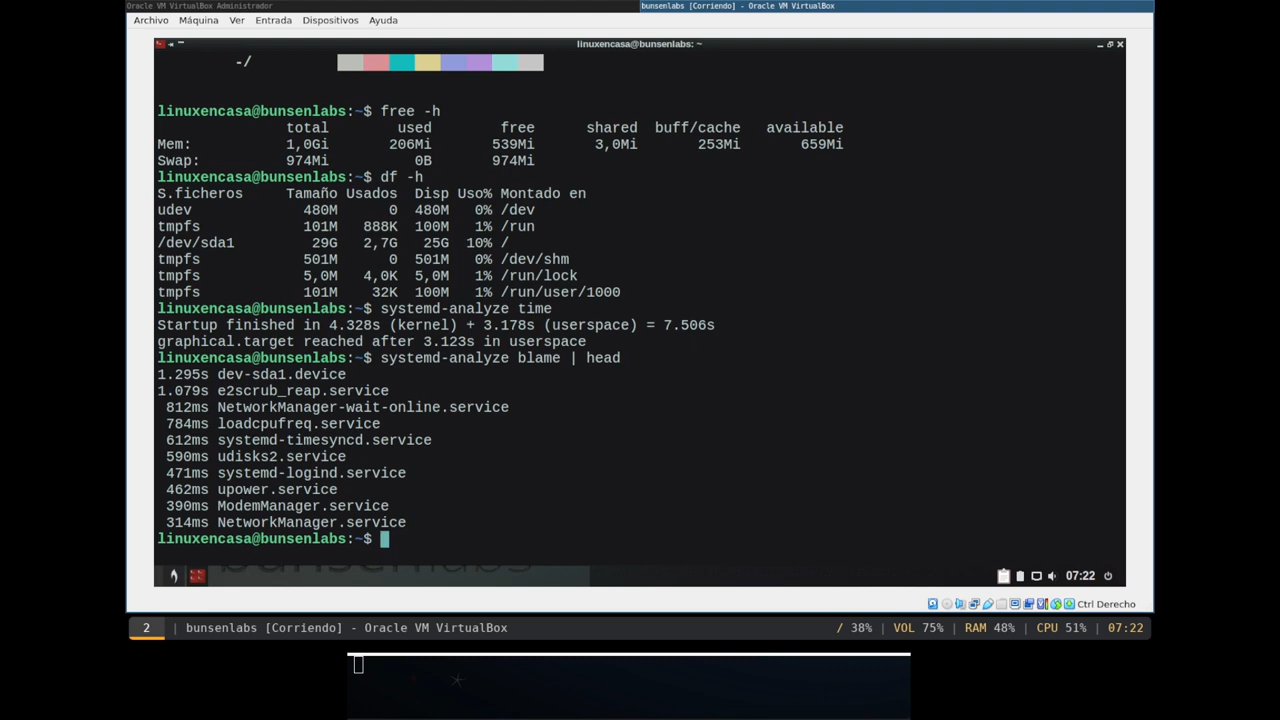 Oracle VM VirtualBox Administrador
bunsenlabs [Corriendo] - Oracle VM VirtualBox
Archivo Máquina Ver Entrada Dispositivos Ayuda
linuxencasa@bunsenlabs: ~
-/
linuxencasa@bunsenlabs:~$ free -h
total used free shared buff/cache available
Mem: 1,0Gi 206Mi 539Mi 3,0Mi 253Mi 659Mi
Swap: 974Mi 0B 974Mi
linuxencasa@bunsenlabs:~$ df -h
S.ficheros Tamaño Usados Disp Uso% Montado en
udev 480M 0 480M 0% /dev
tmpfs 101M 888K 100M 1% /run
/dev/sda1 29G 2,7G 25G 10% /
tmpfs 501M 0 501M 0% /dev/shm
tmpfs 5,0M 4,0K 5,0M 1% /run/lock
tmpfs 101M 32K 100M 1% /run/user/1000
linuxencasa@bunsenlabs:~$ systemd-analyze time
Startup finished in 4.328s (kernel) + 3.178s (userspace) = 7.506s
graphical.target reached after 3.123s in userspace
linuxencasa@bunsenlabs:~$ systemd-analyze blame | head
1.295s dev-sda1.device
1.079s e2scrub_reap.service
812ms NetworkManager-wait-online.service
784ms loadcpufreq.service
612ms systemd-timesyncd.service
590ms udisks2.service
471ms systemd-logind.service
462ms upower.service
390ms ModemManager.service
314ms NetworkManager.service
linuxencasa@bunsenlabs:~$
07:22
Ctrl Derecho
2 | bunsenlabs [Corriendo] - Oracle VM VirtualBox / 38% | VOL 75% | RAM 48% | CPU 51% | 07:22